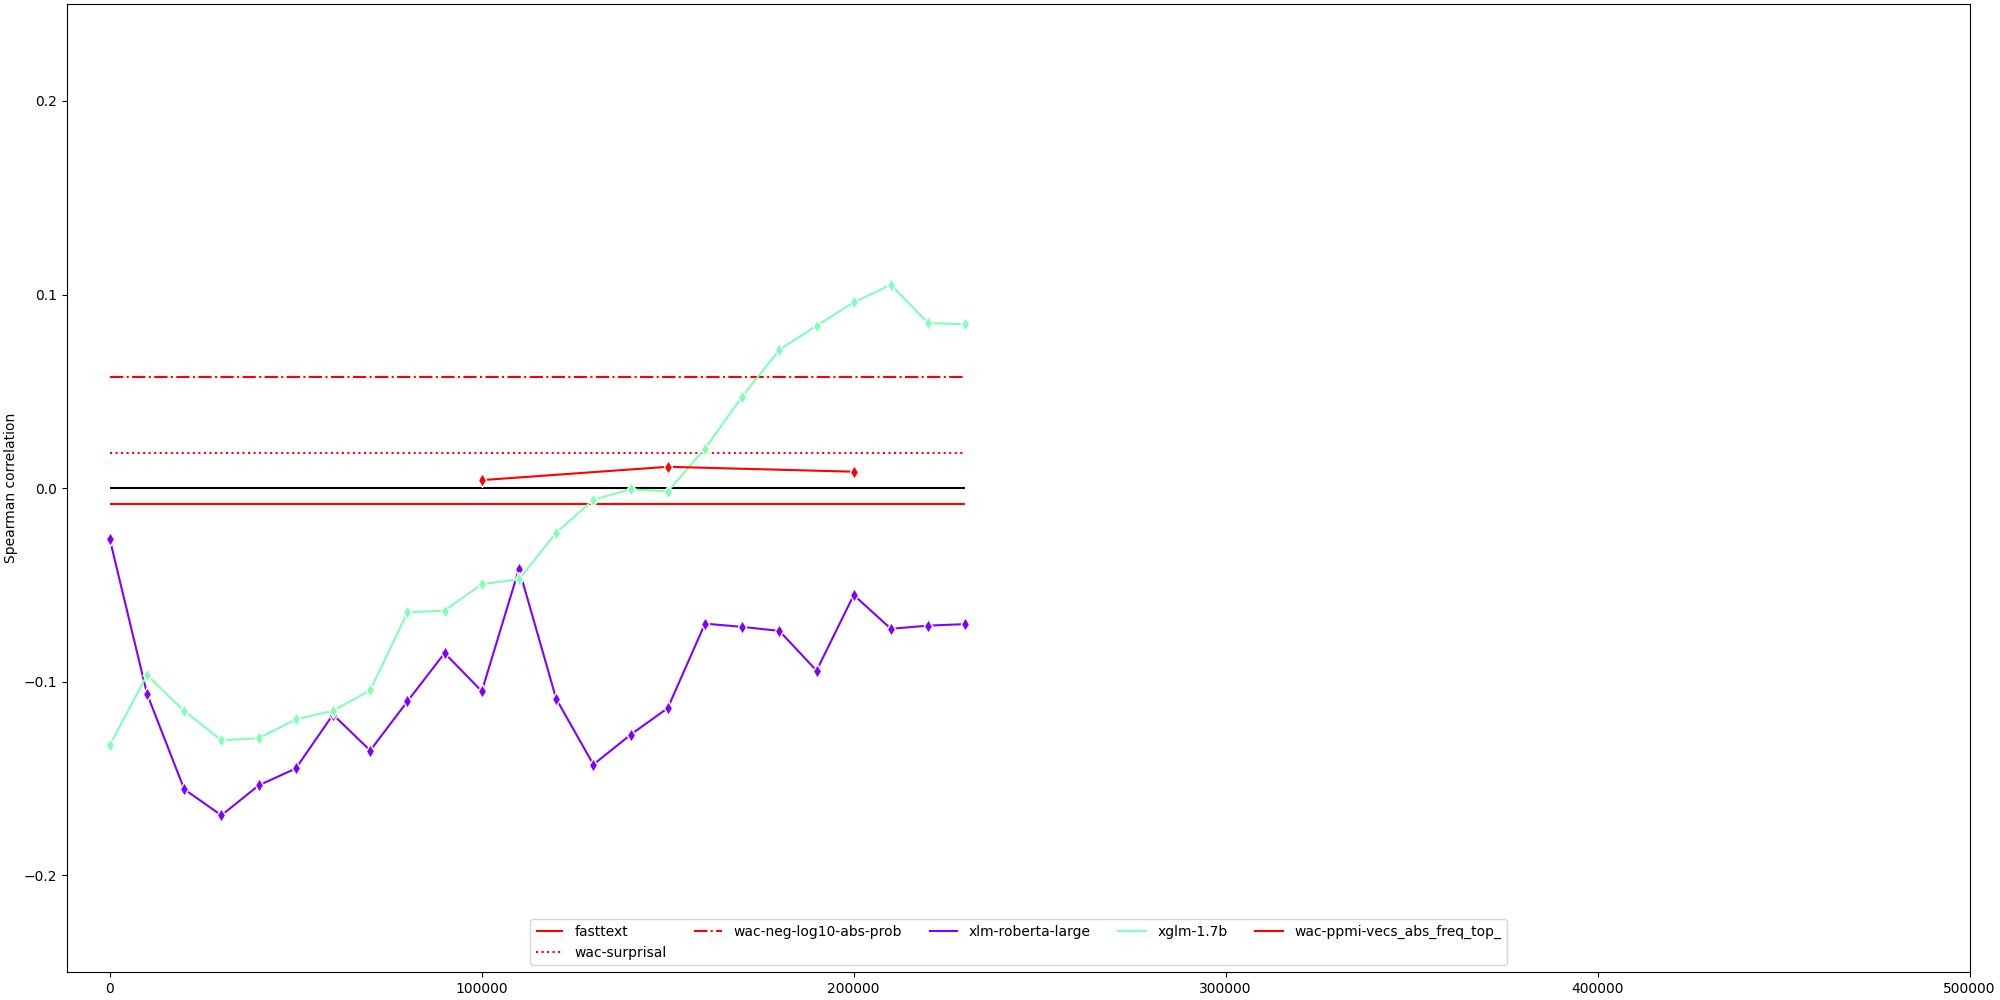 0.2
0.1
0.0
−0.1
−0.2
Spearman correlation
fasttext
wac-surprisal
wac-neg-log10-abs-prob
xlm-roberta-large
xglm-1.7b
wac-ppmi-vecs_abs_freq_top_
0 100000 200000 300000 400000 500000